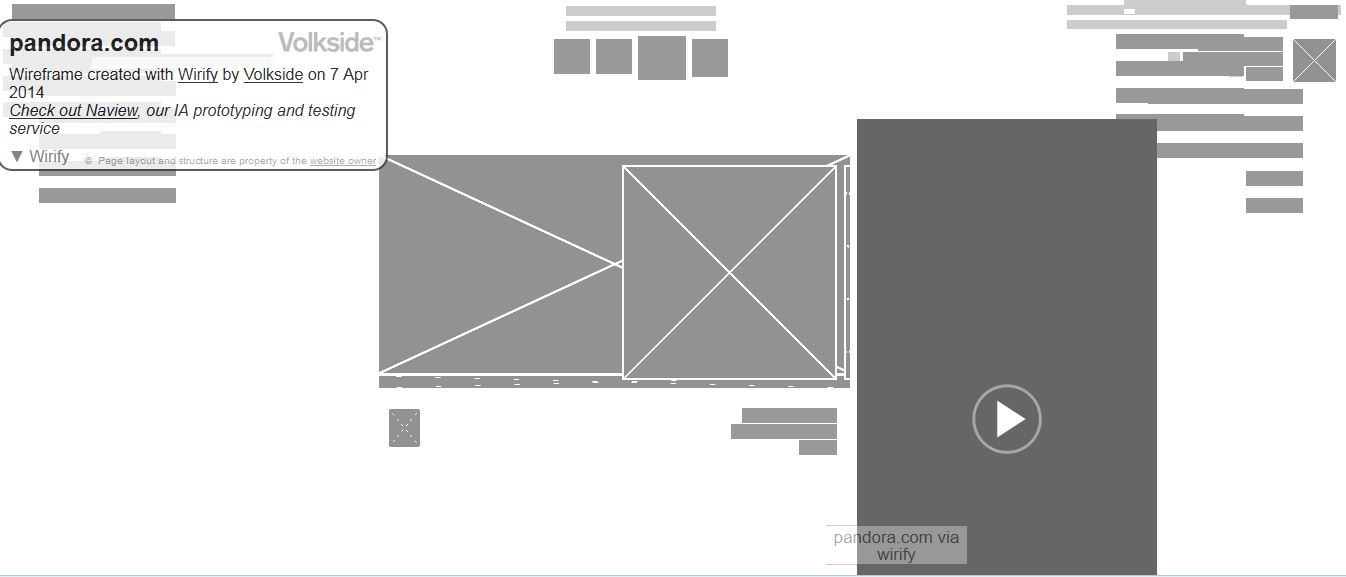 pandora.com
Volkside™
Wireframe created with Wirify by Volkside on 7 Apr
2014
Check out Naview, our IA prototyping and testing
service
▼ Wirify
© Page layout and structure are property of the website owner
pandora.com via
wirify